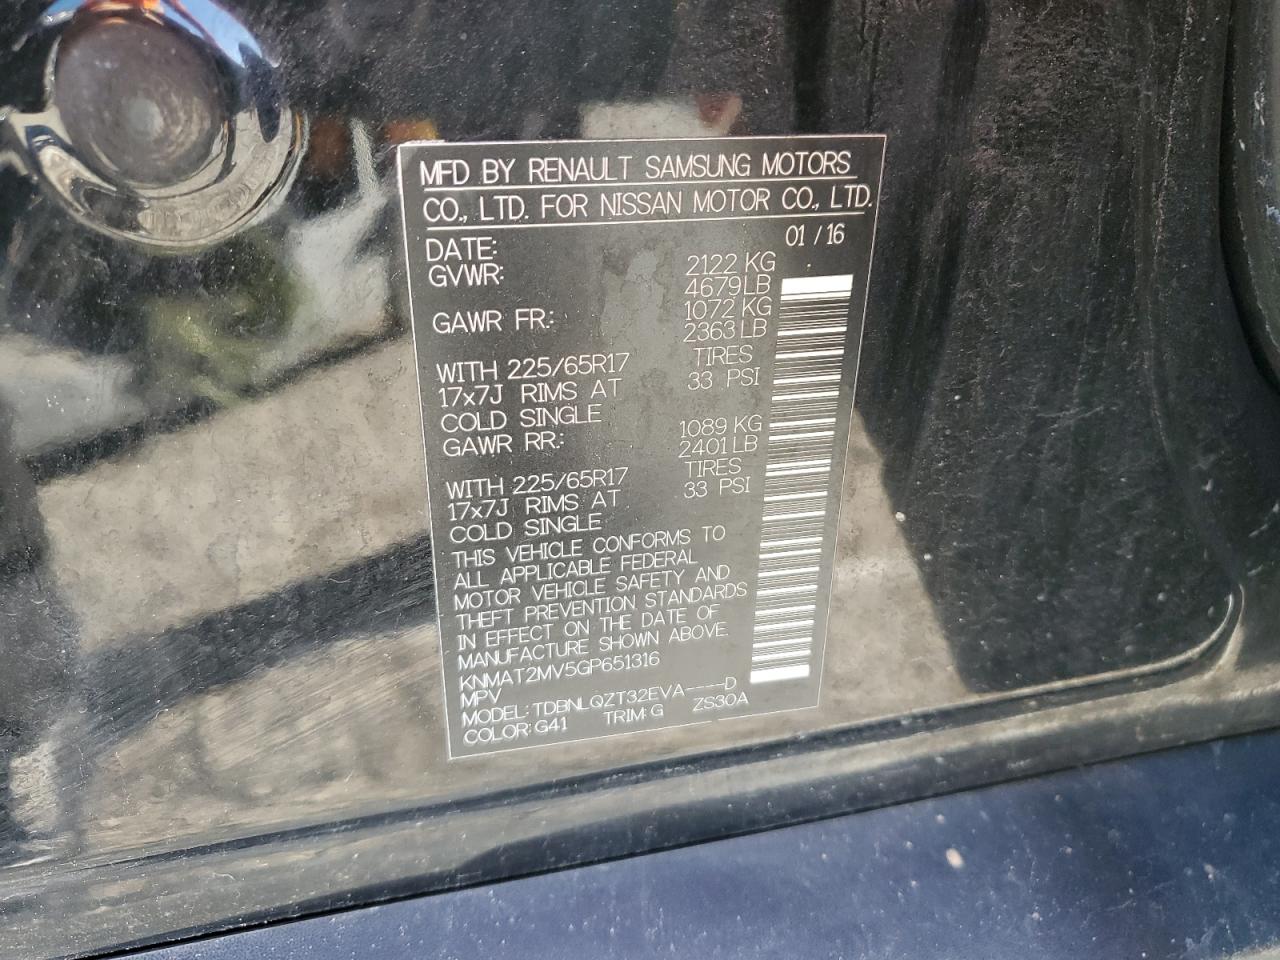 MFD BY RENAULT SAMSUNG MOTORS
CO., LTD. FOR NISSAN MOTOR CO., LTD.
DATE: 01 / 16
GVWR: 2122 KG
4679 LB
GAWR FR.: 1072 KG
2363 LB
WITH 225/65R17 TIRES
17x7J RIMS AT 33 PSI
COLD SINGLE
GAWR RR: 1089 KG
2401 LB
WITH 225/65R17 TIRES
17x7J RIMS AT 33 PSI
COLD SINGLE
THIS VEHICLE CONFORMS TO
ALL APPLICABLE FEDERAL
MOTOR VEHICLE SAFETY AND
THEFT PREVENTION STANDARDS
IN EFFECT ON THE DATE OF
MANUFACTURE SHOWN ABOVE.
KNMAT2MV5GP651316
MPV
MODEL: TDBNLQZT32EVA----D
COLOR: G41 TRIM: G ZS30A